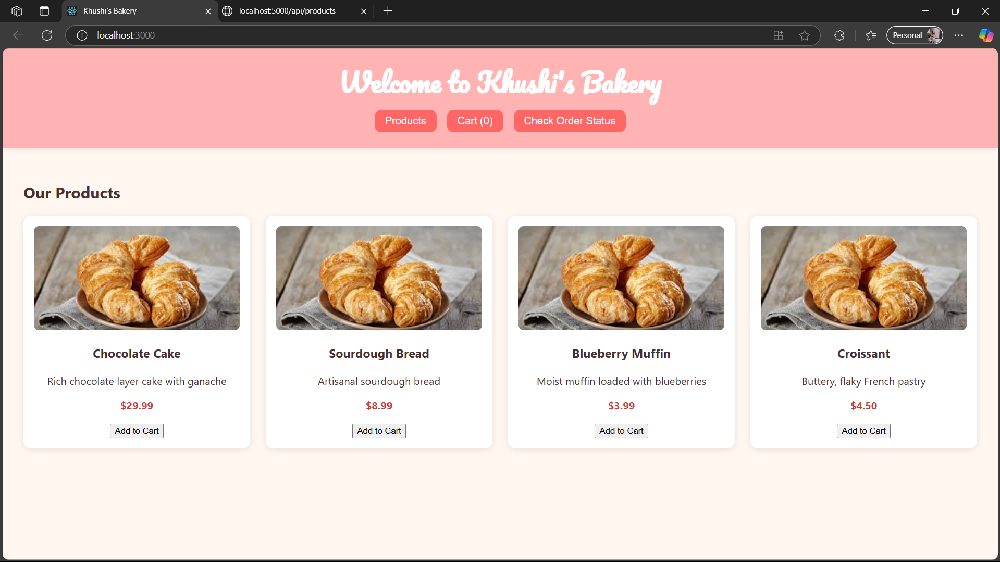 Khushi's Bakery
localhost:5000/api/products
localhost:3000
Personal
Welcome to Khushi's Bakery
Products
Cart (0)
Check Order Status
Our Products
Chocolate Cake
Rich chocolate layer cake with ganache
$29.99
Add to Cart
Sourdough Bread
Artisanal sourdough bread
$8.99
Add to Cart
Blueberry Muffin
Moist muffin loaded with blueberries
$3.99
Add to Cart
Croissant
Buttery, flaky French pastry
$4.50
Add to Cart